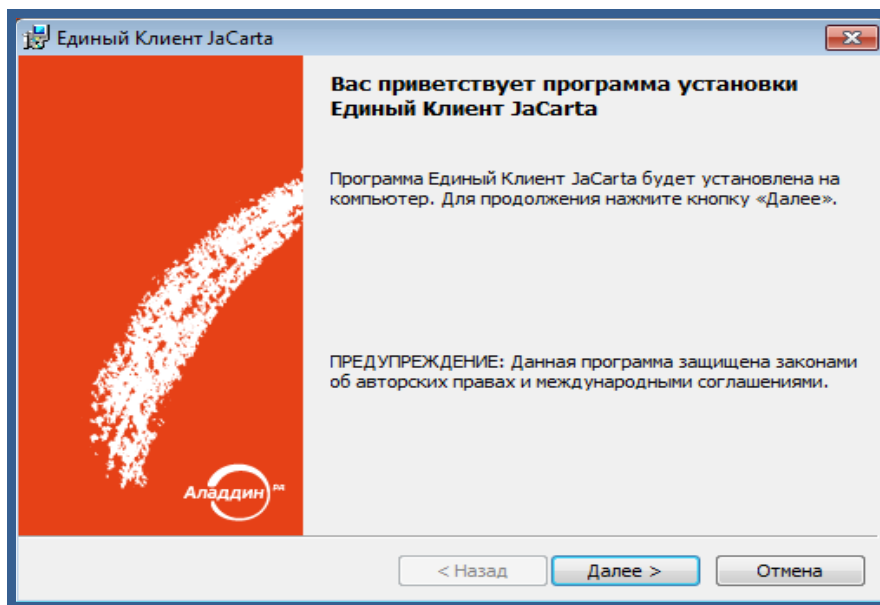 Единый Клиент JaCarta
Вас приветствует программа установки
Единый Клиент JaCarta
Программа Единый Клиент JaCarta будет установлена на
компьютер. Для продолжения нажмите кнопку «Далее».
ПРЕДУПРЕЖДЕНИЕ: Данная программа защищена законами
об авторских правах и международными соглашениями.
Аладдин РД
< Назад
Далее >
Отмена